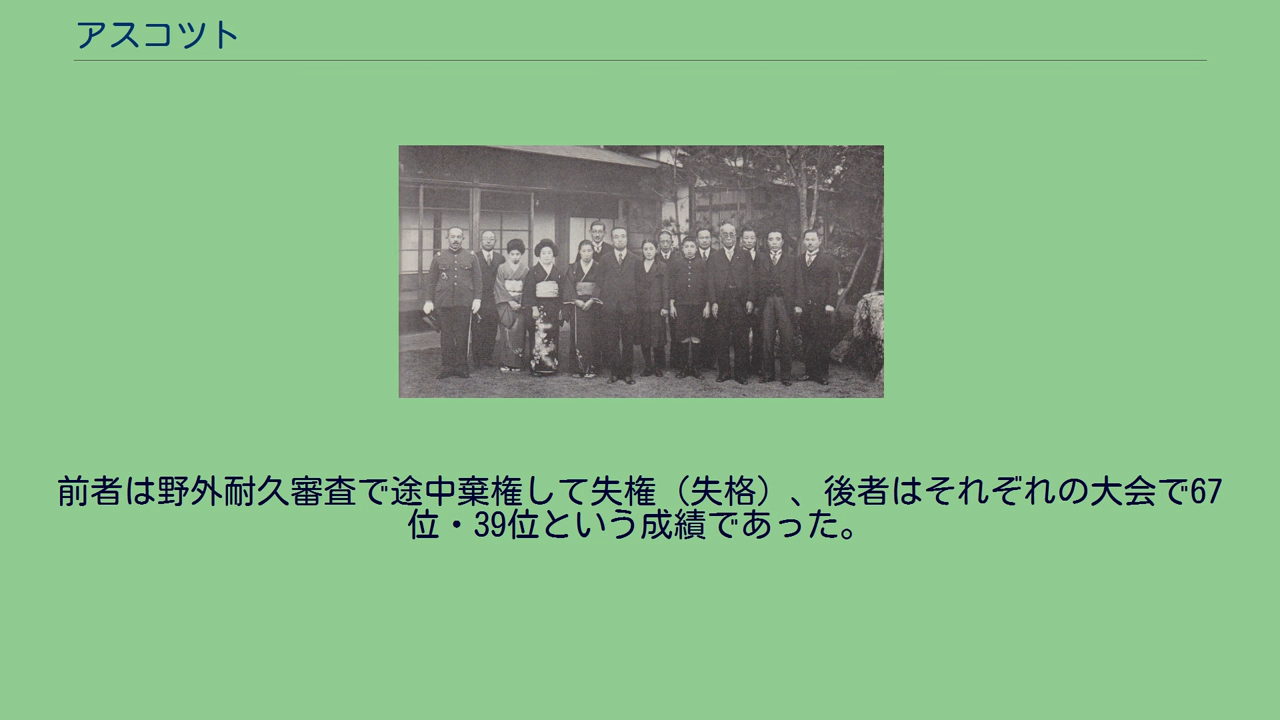 アスコツト
前者は野外耐久審査で途中棄権して失権（失格）、後者はそれぞれの大会で67
位・39位という成績であった。